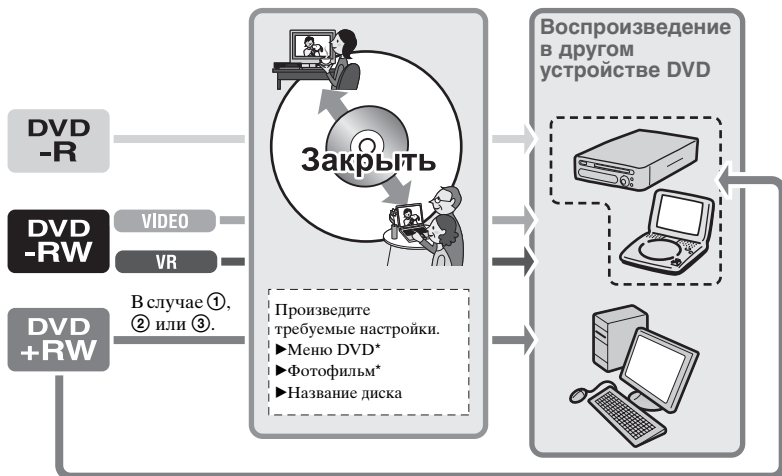 Воспроизведение
в другом
устройстве DVD
DVD
-R
Закрыть
DVD
-RW
VIDEO
VR
В случае ①,
② или ③.
DVD
+RW
Произведите
требуемые настройки.
▶Меню DVD*
▶Фотофильм*
▶Название диска